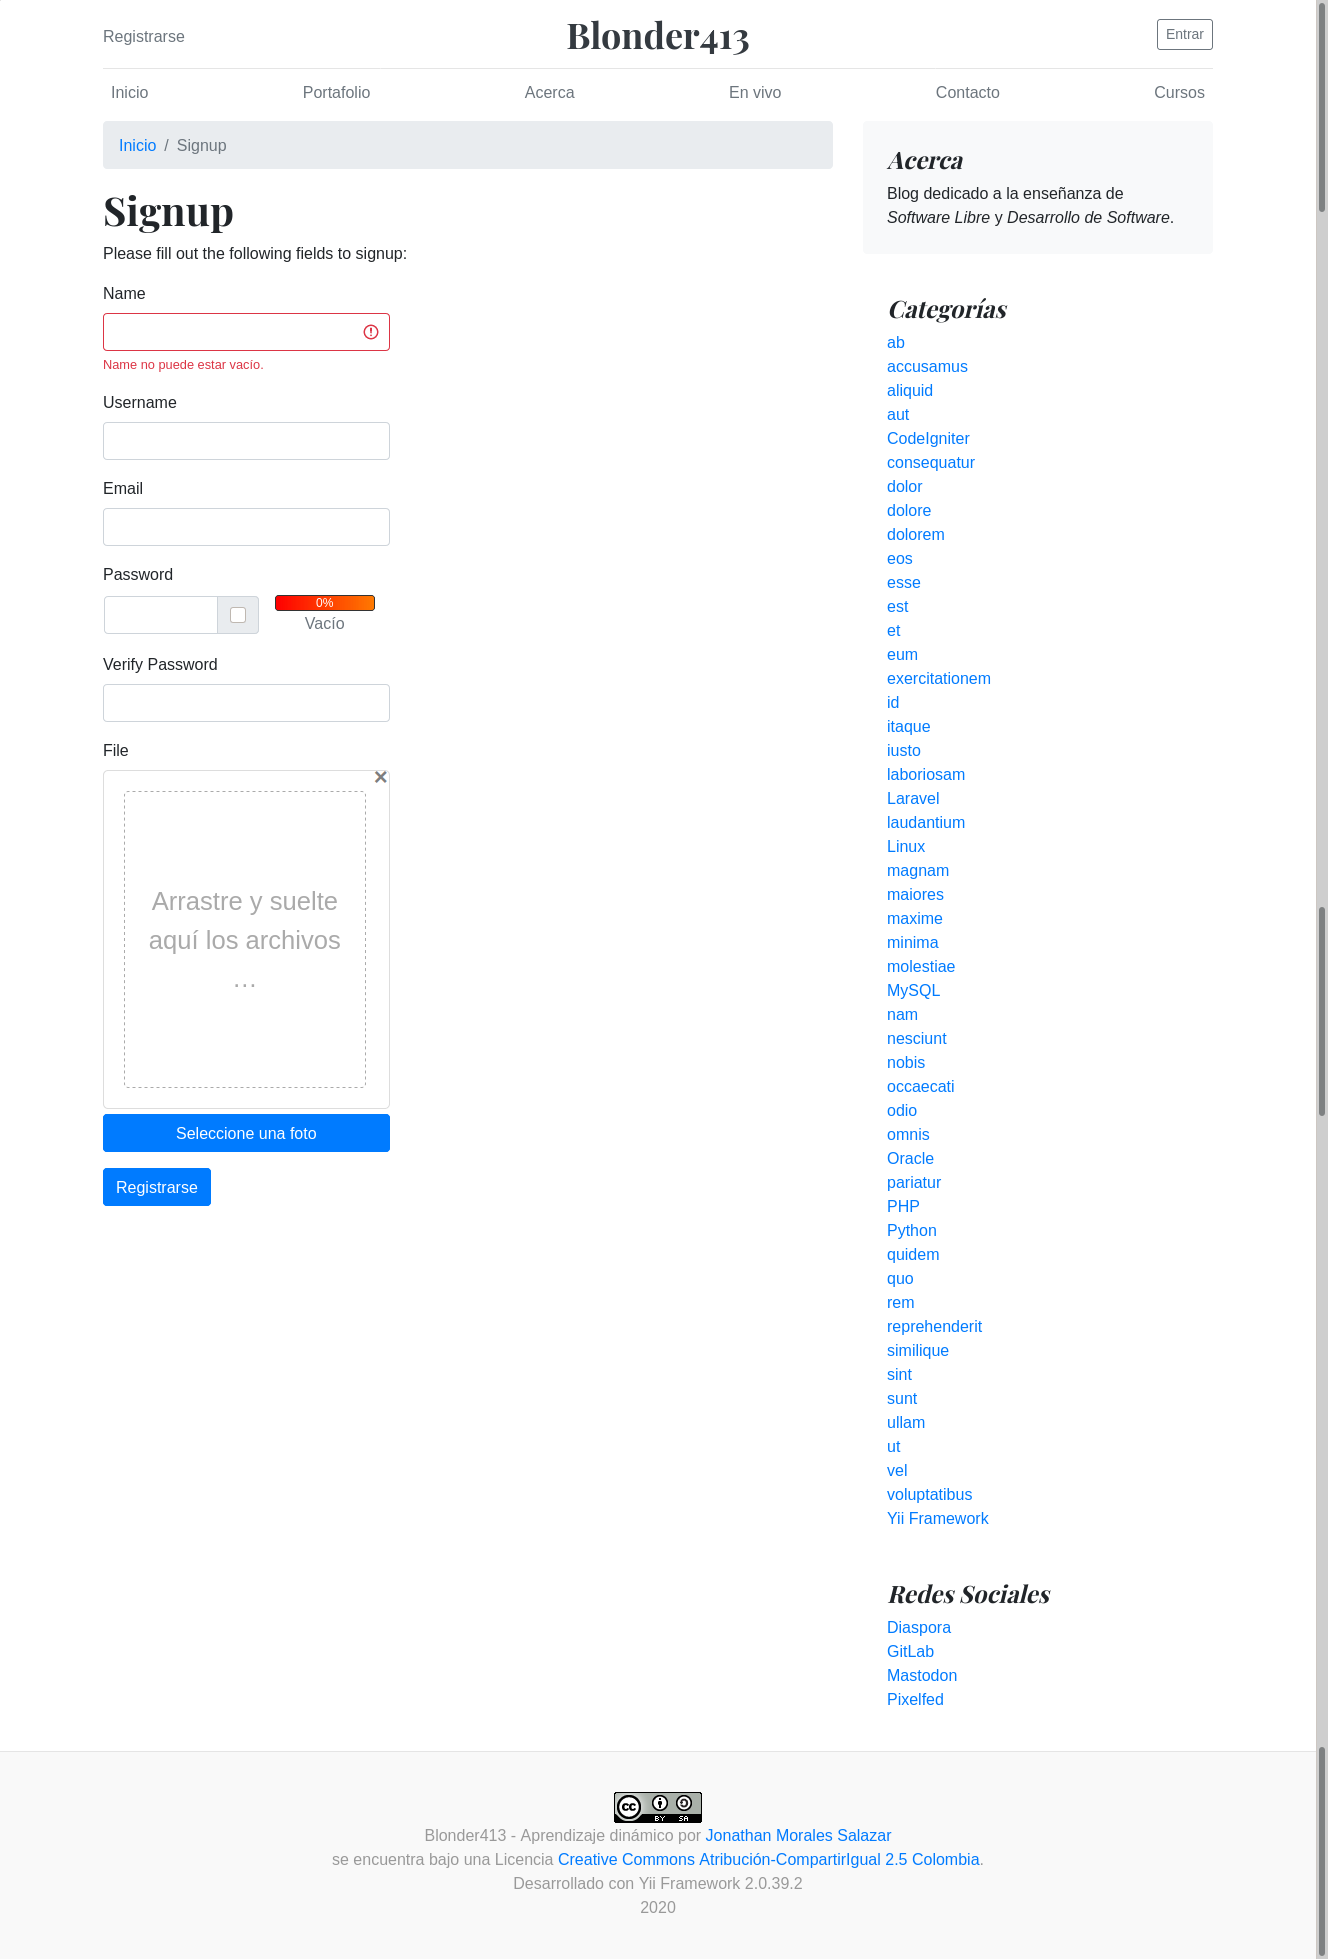 Registrarse
Blonder413
Entrar
Inicio
Portafolio
Acerca
En vivo
Contacto
Cursos
Inicio / Signup
Signup
Please fill out the following fields to signup:
Name
Name no puede estar vacío.
Username
Email
Password
0%
Vacío
Verify Password
File
×
Arrastre y suelte
aquí los archivos
…
Seleccione una foto
Registrarse
Acerca
Blog dedicado a la enseñanza de
Software Libre y Desarrollo de Software.
Categorías
ab
accusamus
aliquid
aut
CodeIgniter
consequatur
dolor
dolore
dolorem
eos
esse
est
et
eum
exercitationem
id
itaque
iusto
laboriosam
Laravel
laudantium
Linux
magnam
maiores
maxime
minima
molestiae
MySQL
nam
nesciunt
nobis
occaecati
odio
omnis
Oracle
pariatur
PHP
Python
quidem
quo
rem
reprehenderit
similique
sint
sunt
ullam
ut
vel
voluptatibus
Yii Framework
Redes Sociales
Diaspora
GitLab
Mastodon
Pixelfed
cc BY SA
Blonder413 - Aprendizaje dinámico por Jonathan Morales Salazar
se encuentra bajo una Licencia Creative Commons Atribución-CompartirIgual 2.5 Colombia.
Desarrollado con Yii Framework 2.0.39.2
2020